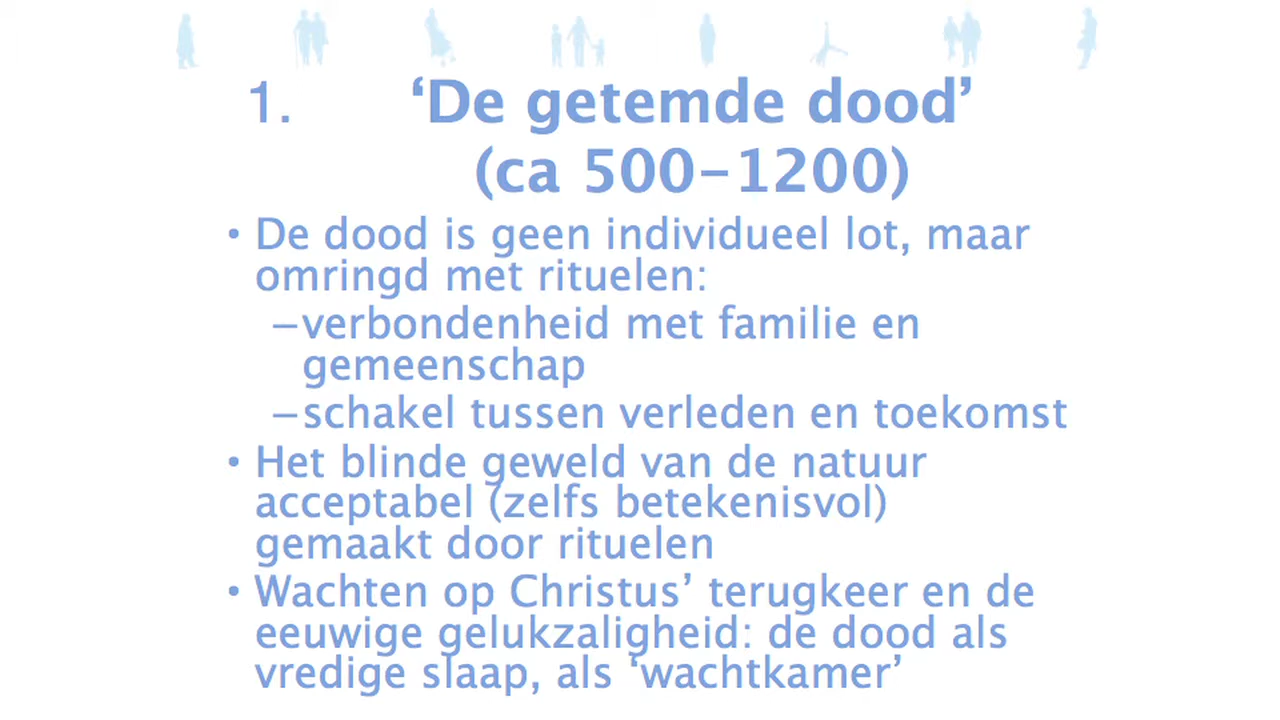 1. ‘De getemde dood’
(ca 500–1200)
• De dood is geen individueel lot, maar
omringd met rituelen:
–verbondenheid met familie en
gemeenschap
–schakel tussen verleden en toekomst
• Het blinde geweld van de natuur
acceptabel (zelfs betekenisvol)
gemaakt door rituelen
• Wachten op Christus’ terugkeer en de
eeuwige gelukzaligheid: de dood als
vredige slaap, als ‘wachtkamer’